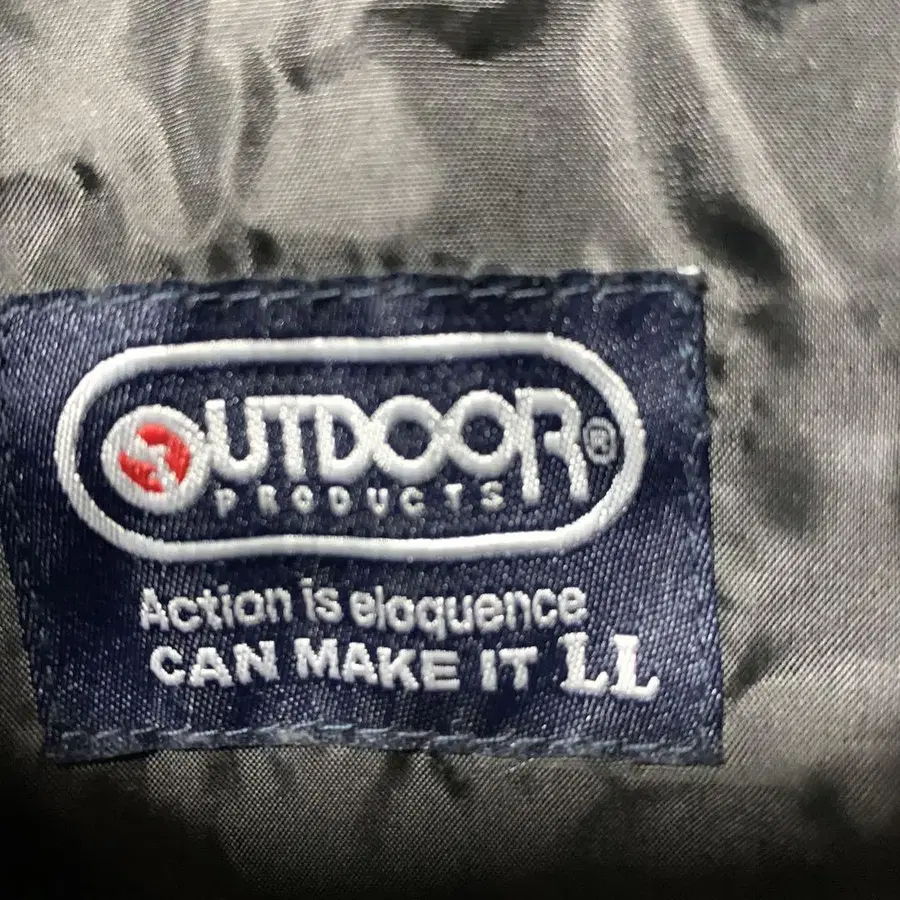 OUTDOOR®
PRODUCTS
Action is eloquence
CAN MAKE IT LL